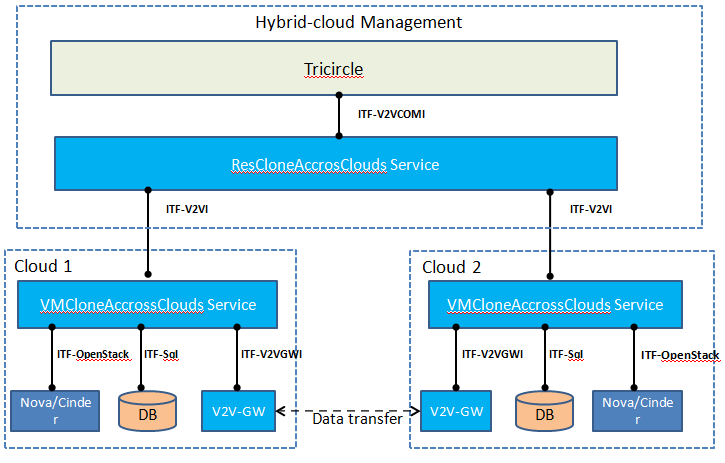 Hybrid-cloud Management
Tricircle
ITF-V2VCOMI
ResCloneAccrosClouds Service
ITF-V2VI
ITF-V2VI
Cloud 1
VMCloneAccrossClouds Service
ITF-OpenStack
ITF-Sql
ITF-V2VGWI
Nova/Cinde
r
DB
V2V-GW
Data transfer
Cloud 2
VMCloneAccrossClouds Service
ITF-V2VGWI
ITF-Sql
ITF-OpenStack
V2V-GW
DB
Nova/Cinde
r